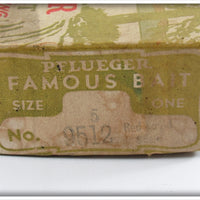 PFLUEGER
FAMOUS BAIT
SIZE 5 ONE
No. 9512